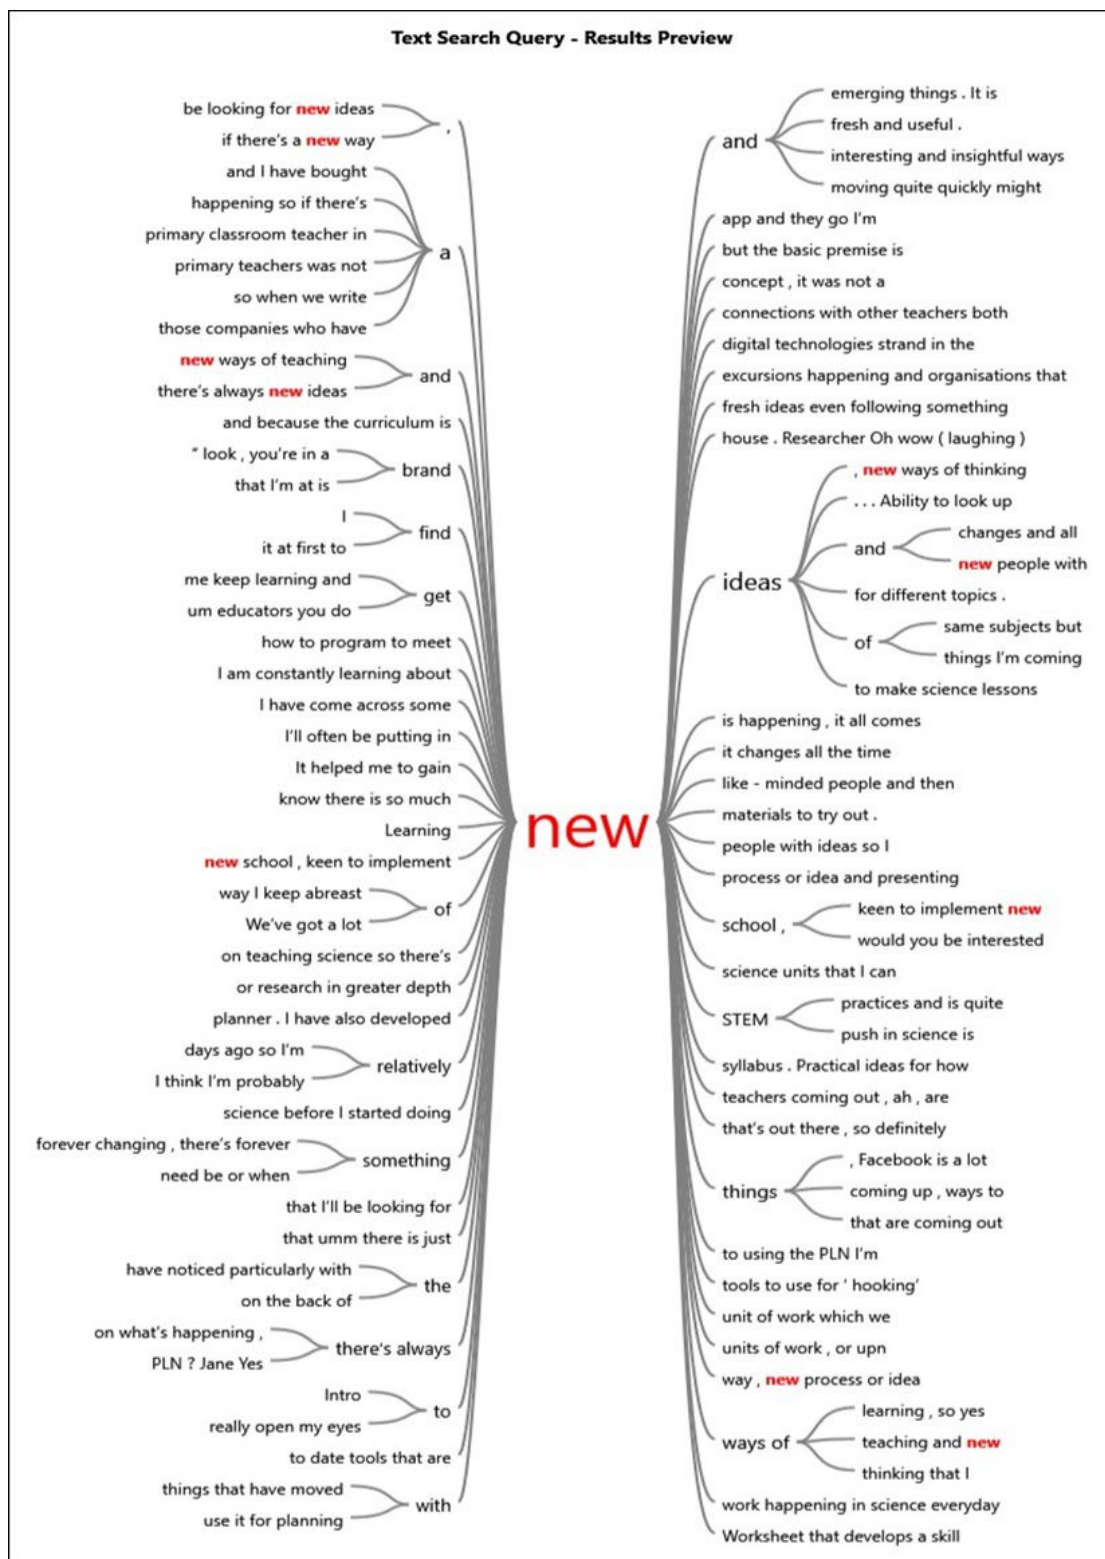 Text Search Query - Results Preview
be looking for new ideas
if there's a new way
,
and I have bought
happening so if there's
primary classroom teacher in
primary teachers was not
so when we write
those companies who have
a
new ways of teaching
there's always new ideas
and
and because the curriculum is
" look , you're in a
that I'm at is
brand
I
it at first to
find
me keep learning and
um educators you do
get
how to program to meet
I am constantly learning about
I have come across some
I'll often be putting in
It helped me to gain
know there is so much
Learning
new school , keen to implement
way I keep abreast
We've got a lot
of
on teaching science so there's
or research in greater depth
planner . I have also developed
days ago so I'm
I think I'm probably
relatively
science before I started doing
forever changing , there's forever
need be or when
something
that I'll be looking for
that umm there is just
have noticed particularly with
on the back of
the
on what's happening ,
PLN ? Jane Yes
there's always
Intro
really open my eyes
to
to date tools that are
things that have moved
use it for planning
with
new
and
emerging things . It is
fresh and useful .
interesting and insightful ways
moving quite quickly might
app and they go I'm
but the basic premise is
concept , it was not a
connections with other teachers both
digital technologies strand in the
excursions happening and organisations that
fresh ideas even following something
house . Researcher Oh wow ( laughing )
ideas
, new ways of thinking
. . . Ability to look up
and
changes and all
new people with
for different topics .
of
same subjects but
things I'm coming
to make science lessons
is happening , it all comes
it changes all the time
like - minded people and then
materials to try out .
people with ideas so I
process or idea and presenting
school ,
keen to implement new
would you be interested
science units that I can
STEM
practices and is quite
push in science is
syllabus . Practical ideas for how
teachers coming out , ah , are
that's out there , so definitely
things
, Facebook is a lot
coming up , ways to
that are coming out
to using the PLN I'm
tools to use for ' hooking'
unit of work which we
units of work , or upn
way , new process or idea
ways of
learning , so yes
teaching and new
thinking that I
work happening in science everyday
Worksheet that develops a skill